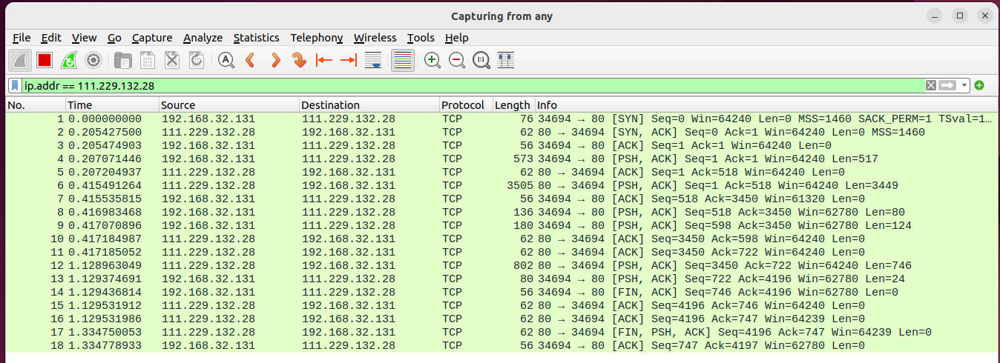 Capturing from any
File Edit View Go Capture Analyze Statistics Telephony Wireless Tools Help
ip.addr == 111.229.132.28
No. Time Source Destination Protocol Length Info
1 0.000000000 192.168.32.131 111.229.132.28 TCP 76 34694 → 80 [SYN] Seq=0 Win=64240 Len=0 MSS=1460 SACK_PERM=1 TSval=1…
2 0.205427500 111.229.132.28 192.168.32.131 TCP 62 80 → 34694 [SYN, ACK] Seq=0 Ack=1 Win=64240 Len=0 MSS=1460
3 0.205474903 192.168.32.131 111.229.132.28 TCP 56 34694 → 80 [ACK] Seq=1 Ack=1 Win=64240 Len=0
4 0.207071446 192.168.32.131 111.229.132.28 TCP 573 34694 → 80 [PSH, ACK] Seq=1 Ack=1 Win=64240 Len=517
5 0.207204937 111.229.132.28 192.168.32.131 TCP 62 80 → 34694 [ACK] Seq=1 Ack=518 Win=64240 Len=0
6 0.415491264 111.229.132.28 192.168.32.131 TCP 3505 80 → 34694 [PSH, ACK] Seq=1 Ack=518 Win=64240 Len=3449
7 0.415535815 192.168.32.131 111.229.132.28 TCP 56 34694 → 80 [ACK] Seq=518 Ack=3450 Win=61320 Len=0
8 0.416983468 192.168.32.131 111.229.132.28 TCP 136 34694 → 80 [PSH, ACK] Seq=518 Ack=3450 Win=62780 Len=80
9 0.417070896 192.168.32.131 111.229.132.28 TCP 180 34694 → 80 [PSH, ACK] Seq=598 Ack=3450 Win=62780 Len=124
10 0.417184987 111.229.132.28 192.168.32.131 TCP 62 80 → 34694 [ACK] Seq=3450 Ack=598 Win=64240 Len=0
11 0.417185052 111.229.132.28 192.168.32.131 TCP 62 80 → 34694 [ACK] Seq=3450 Ack=722 Win=64240 Len=0
12 1.128963049 111.229.132.28 192.168.32.131 TCP 802 80 → 34694 [PSH, ACK] Seq=3450 Ack=722 Win=64240 Len=746
13 1.129374691 192.168.32.131 111.229.132.28 TCP 80 34694 → 80 [PSH, ACK] Seq=722 Ack=4196 Win=62780 Len=24
14 1.129436814 192.168.32.131 111.229.132.28 TCP 56 34694 → 80 [FIN, ACK] Seq=746 Ack=4196 Win=62780 Len=0
15 1.129531912 111.229.132.28 192.168.32.131 TCP 62 80 → 34694 [ACK] Seq=4196 Ack=746 Win=64240 Len=0
16 1.129531986 111.229.132.28 192.168.32.131 TCP 62 80 → 34694 [ACK] Seq=4196 Ack=747 Win=64239 Len=0
17 1.334750053 111.229.132.28 192.168.32.131 TCP 62 80 → 34694 [FIN, PSH, ACK] Seq=4196 Ack=747 Win=64239 Len=0
18 1.334778933 192.168.32.131 111.229.132.28 TCP 56 34694 → 80 [ACK] Seq=747 Ack=4197 Win=62780 Len=0